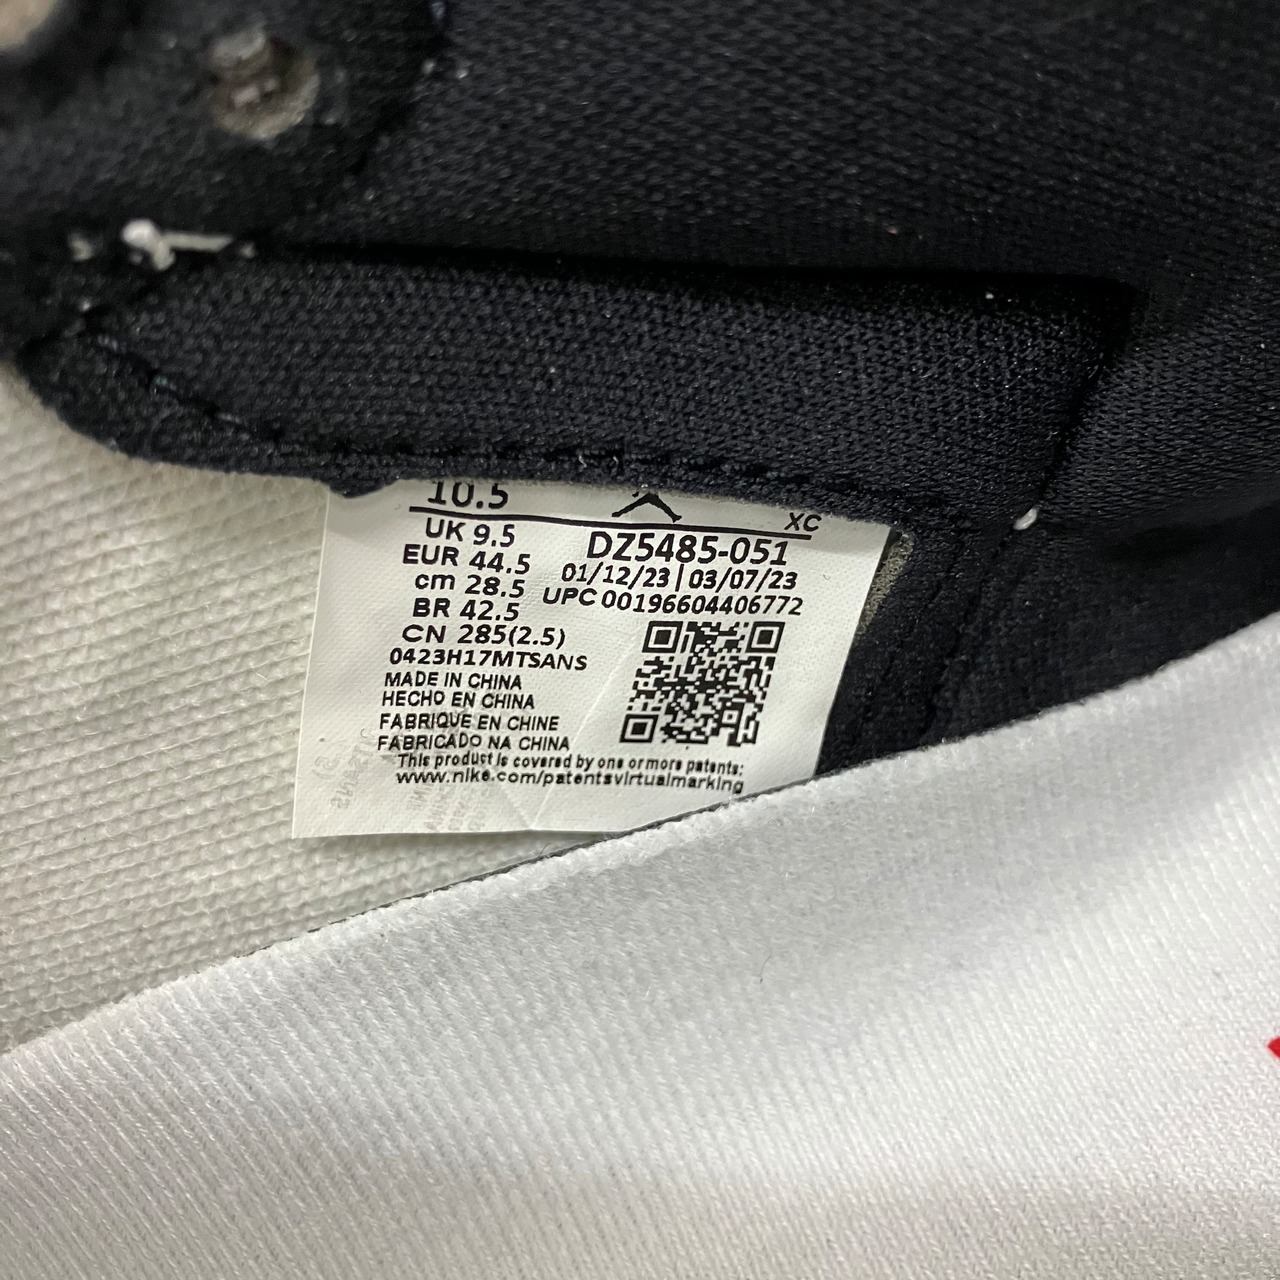 10.5
XC
UK 9.5
EUR 44.5
cm 28.5
BR 42.5
CN 285(2.5)
DZ5485-051
01/12/23 | 03/07/23
UPC 00196604406772
0423H17MTSANS
MADE IN CHINA
HECHO EN CHINA
FABRIQUE EN CHINE
FABRICADO NA CHINA
This product is covered by one or more patents:
www.nike.com/patentsvirtualmarking